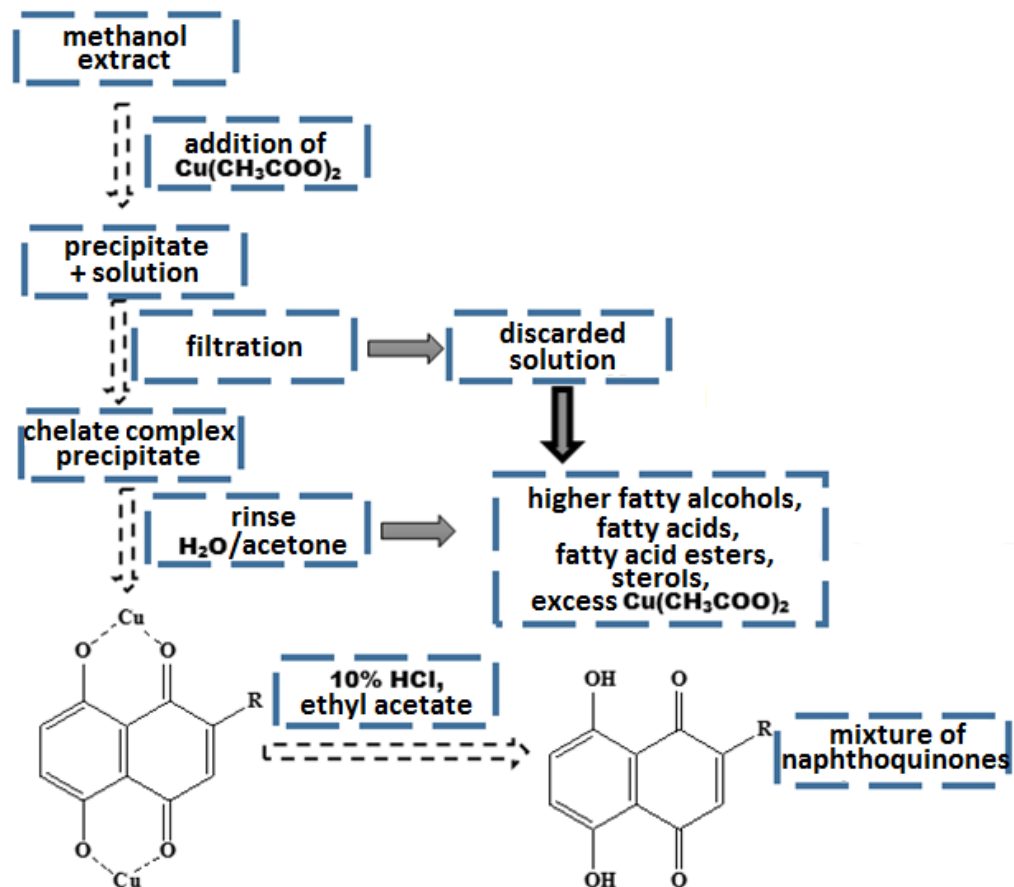 methanol
extract
addition of
Cu(CH₃COO)₂
precipitate
+ solution
filtration
discarded
solution
chelate complex
precipitate
rinse
H₂O/acetone
higher fatty alcohols,
fatty acids,
fatty acid esters,
sterols,
excess Cu(CH₃COO)₂
Cu
O
O
R
O
O
Cu
10% HCl,
ethyl acetate
OH
O
R
OH
O
mixture of
naphthoquinones